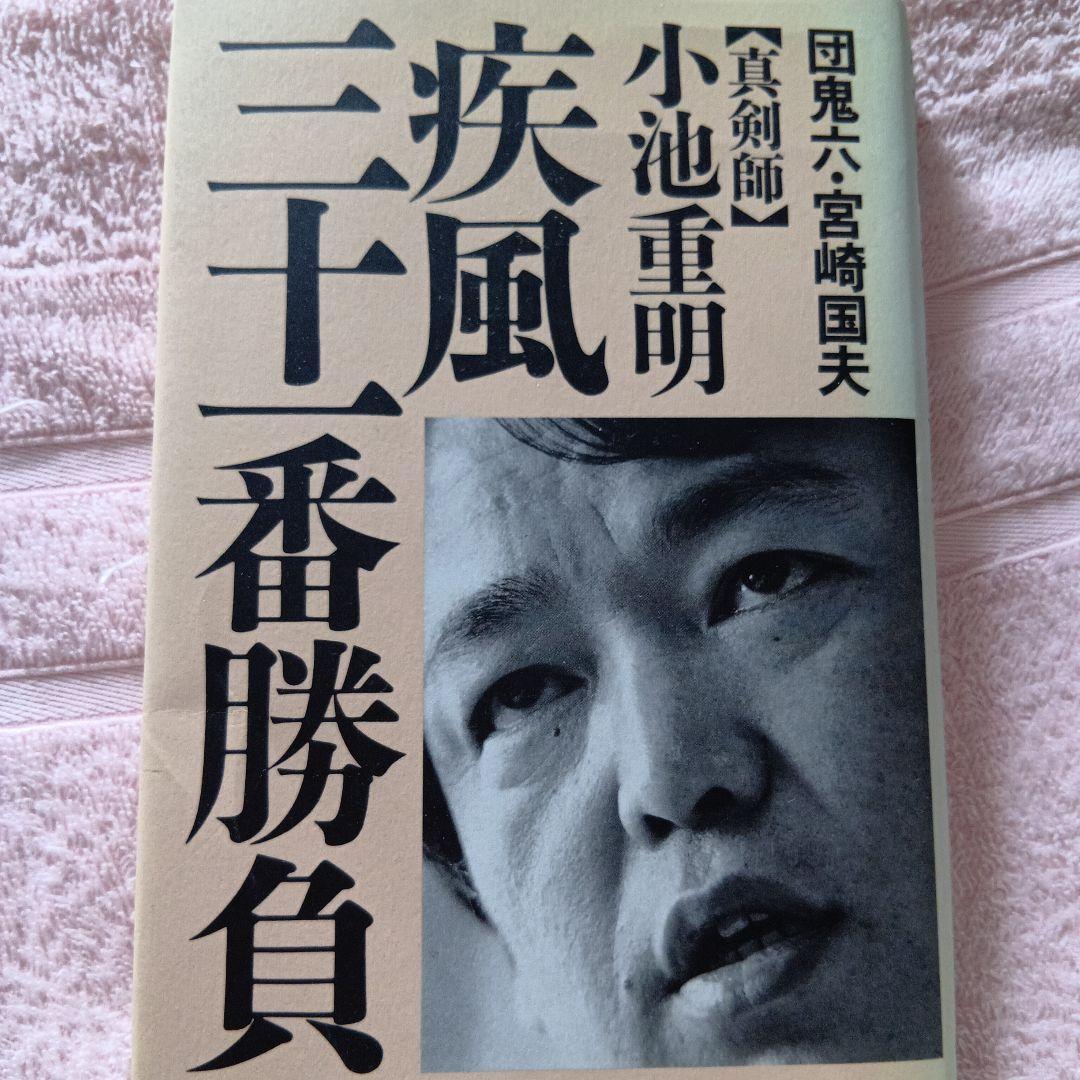 団鬼六・宮崎国夫
【真剣師】
小池重明
疾風
三十一番勝負